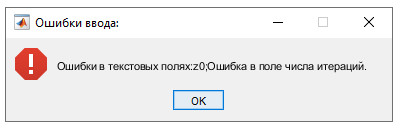 Ошибки ввода:
Ошибки в текстовых полях:z0;Ошибка в поле числа итераций.
OK